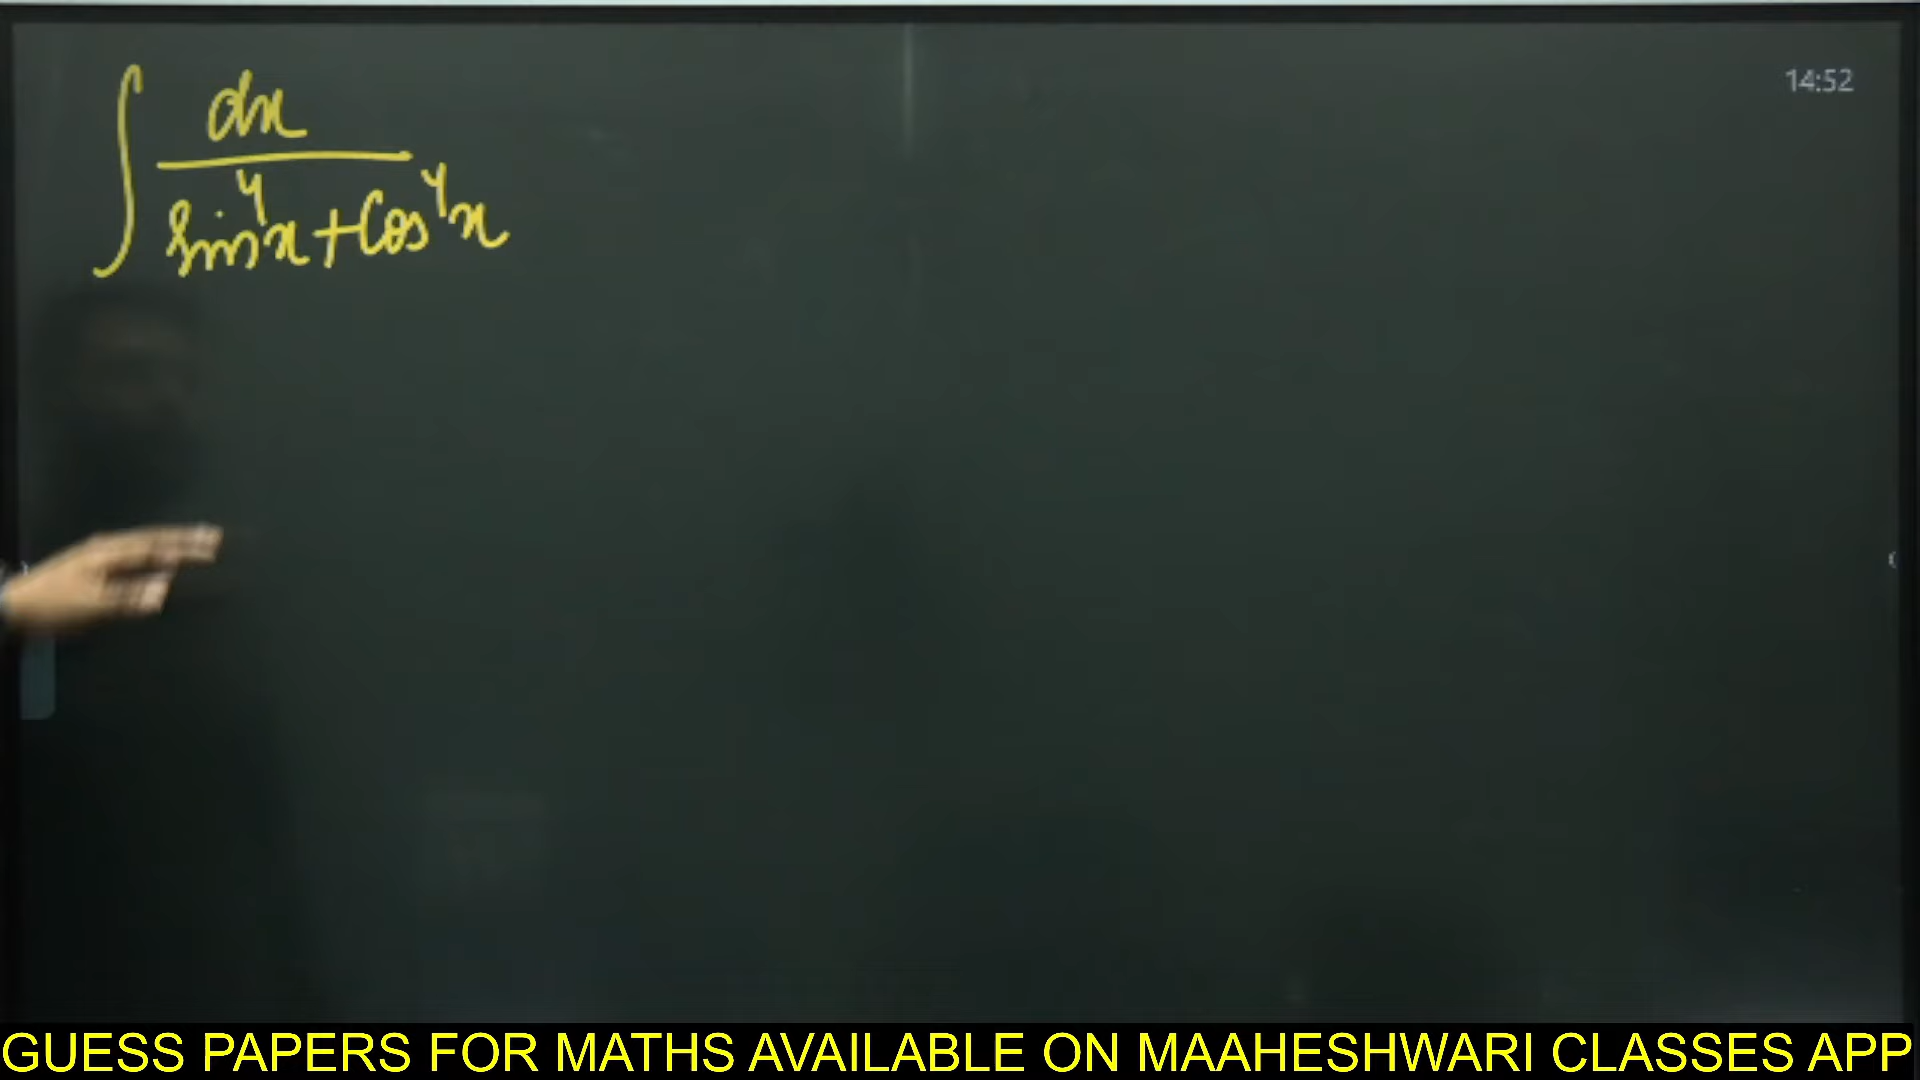 14:52
∫ dx / (sin⁴x + cos⁴x)
GUESS PAPERS FOR MATHS AVAILABLE ON MAAHESHWARI CLASSES APP